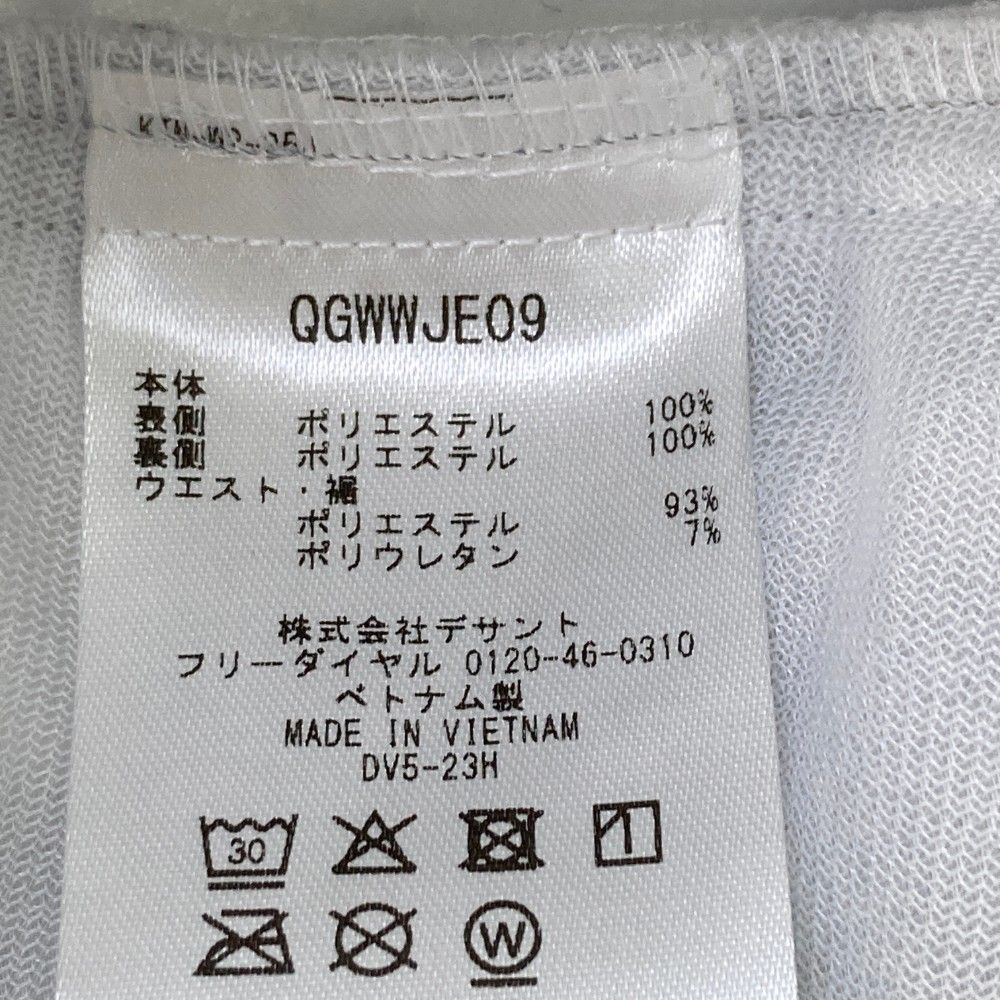 QGWWJE09
本体
表側 ポリエステル 100%
裏側 ポリエステル 100%
ウエスト・裾
ポリエステル 93%
ポリウレタン 7%
株式会社デサント
フリーダイヤル 0120-46-0310
ベトナム製
MADE IN VIETNAM
DV5-23H
30
W